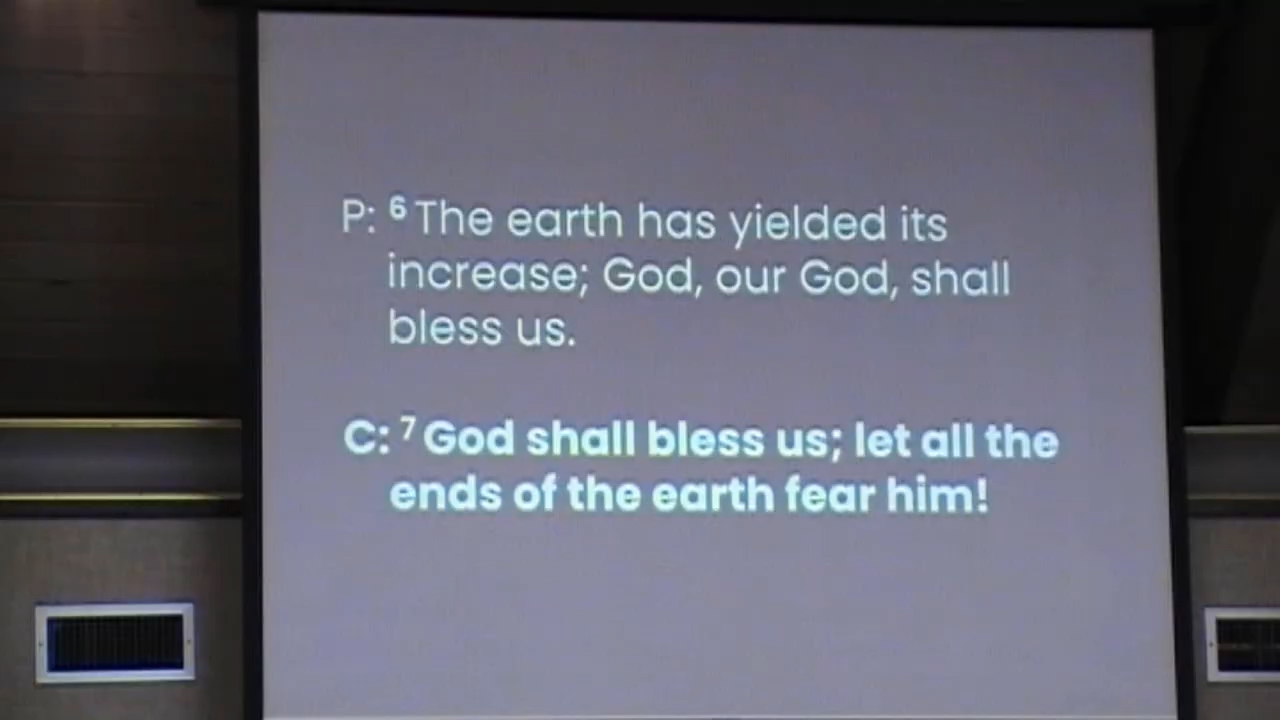 P: 6 The earth has yielded its
increase; God, our God, shall
bless us.
C: 7 God shall bless us; let all the
ends of the earth fear him!